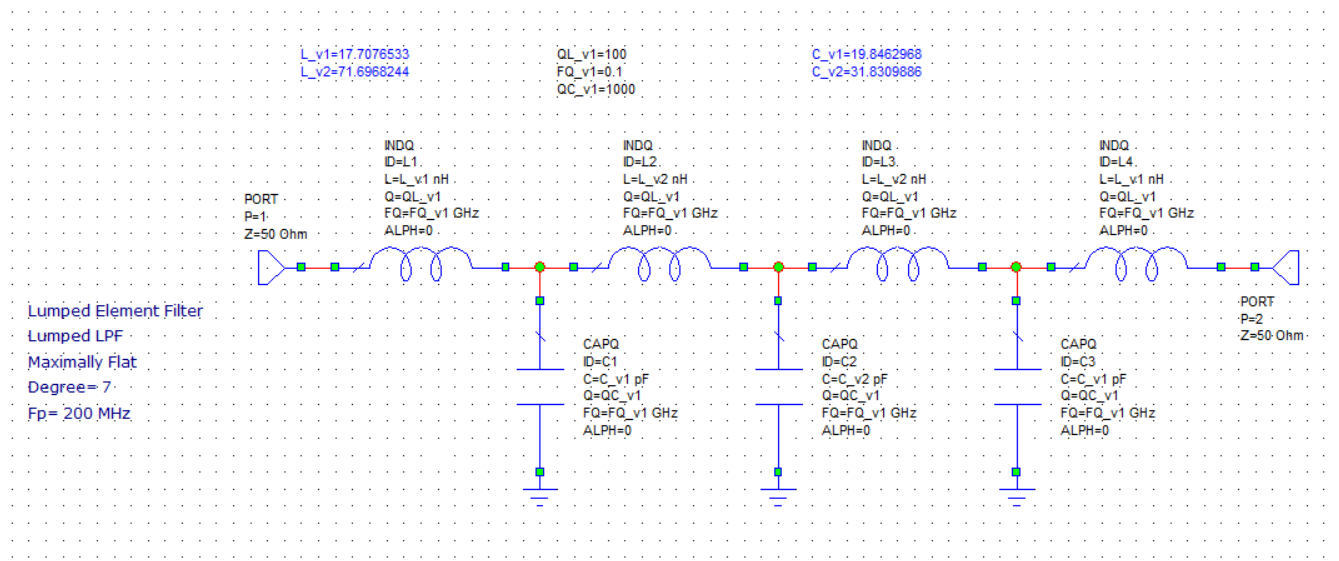 L_v1=17.7076533
L_v2=71.6968244
QL_v1=100
FQ_v1=0.1
QC_v1=1000
C_v1=19.8462968
C_v2=31.8309886
INDQ
ID=L1
L=L_v1 nH
Q=QL_v1
FQ=FQ_v1 GHz
ALPH=0
INDQ
ID=L2
L=L_v2 nH
Q=QL_v1
FQ=FQ_v1 GHz
ALPH=0
INDQ
ID=L3
L=L_v2 nH
Q=QL_v1
FQ=FQ_v1 GHz
ALPH=0
INDQ
ID=L4
L=L_v1 nH
Q=QL_v1
FQ=FQ_v1 GHz
ALPH=0
PORT
P=1
Z=50 Ohm
PORT
P=2
Z=50 Ohm
Lumped Element Filter
Lumped LPF
Maximally Flat
Degree= 7
Fp= 200 MHz
CAPQ
ID=C1
C=C_v1 pF
Q=QC_v1
FQ=FQ_v1 GHz
ALPH=0
CAPQ
ID=C2
C=C_v2 pF
Q=QC_v1
FQ=FQ_v1 GHz
ALPH=0
CAPQ
ID=C3
C=C_v1 pF
Q=QC_v1
FQ=FQ_v1 GHz
ALPH=0